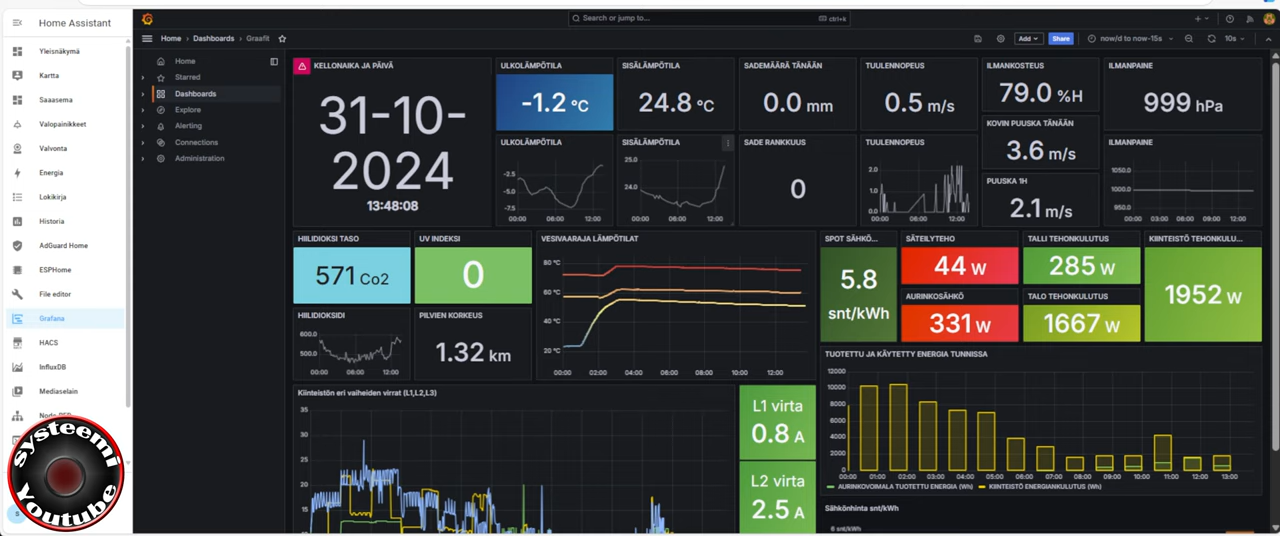 Home Assistant
Yleisnäkymä
Kartta
Saaasema
Valopainikkeet
Valvonta
Energia
Lokikirja
Historia
AdGuard Home
ESPHome
File editor
Grafana
HACS
InfluxDB
Mediaselain
systeemi
Youtube
Search or jump to...
ctrl+k
Home
Dashboards
Graafit
Add
Share
now/d to now-15s
10s
Home
Starred
Dashboards
Explore
Alerting
Connections
Administration
KELLONAIKA JA PÄIVÄ
31-10-
2024
13:48:08
ULKOLÄMPÖTILA
-1.2 °C
SISÄLÄMPÖTILA
24.8 °C
SADEMÄÄRÄ TÄNÄÄN
0.0 mm
TUULENNOPEUS
0.5 m/s
ILMANKOSTEUS
79.0 %H
ILMANPAINE
999 hPa
ULKOLÄMPÖTILA
-2.5
-5.0
-7.5
00:00 06:00 12:00
SISÄLÄMPÖTILA
25.0
24.0
00:00 06:00 12:00
SADE RANKKUUS
0
TUULENNOPEUS
2.0
1.0
0.0
00:00 06:00 12:00
KOVIN PUUSKA TÄNÄÄN
3.6 m/s
PUUSKA 1H
2.1 m/s
ILMANPAINE
1050.0
1000.0
950.0
00:00 03:00 06:00 09:00 12:00
HIILIDIOKSI TASO
571 Co2
UV INDEKSI
0
HIILIDIOKSIDI
600.0
500.0
00:00 06:00 12:00
PILVIEN KORKEUS
1.32 km
VESIVAARAJA LÄMPÖTILAT
80 °C
60 °C
40 °C
20 °C
00:00 02:00 04:00 06:00 08:00 10:00 12:00
SPOT SÄHKÖ...
5.8
snt/kWh
SÄTEILYTEHO
44 W
TALLI TEHONKULUTUS
285 W
KIINTEISTÖ TEHONKULU...
1952 W
AURINKOSÄHKÖ
331 W
TALO TEHONKULUTUS
1667 W
TUOTETTU JA KÄYTETTY ENERGIA TUNNISSA
12000
10000
8000
6000
4000
2000
0
00:00 01:00 02:00 03:00 04:00 05:00 06:00 07:00 08:00 09:00 10:00 11:00 12:00 13:00
AURINKOVOIMALA TUOTETTU ENERGIA (Wh) KIINTEISTÖ ENERGIANKULUTUS (Wh)
Kiinteistön eri vaiheiden virrat (L1,L2,L3)
35
30
25
20
15
10
L1 virta
0.8 A
L2 virta
2.5 A
Sähkönhinta snt/kWh
6 snt/kWh